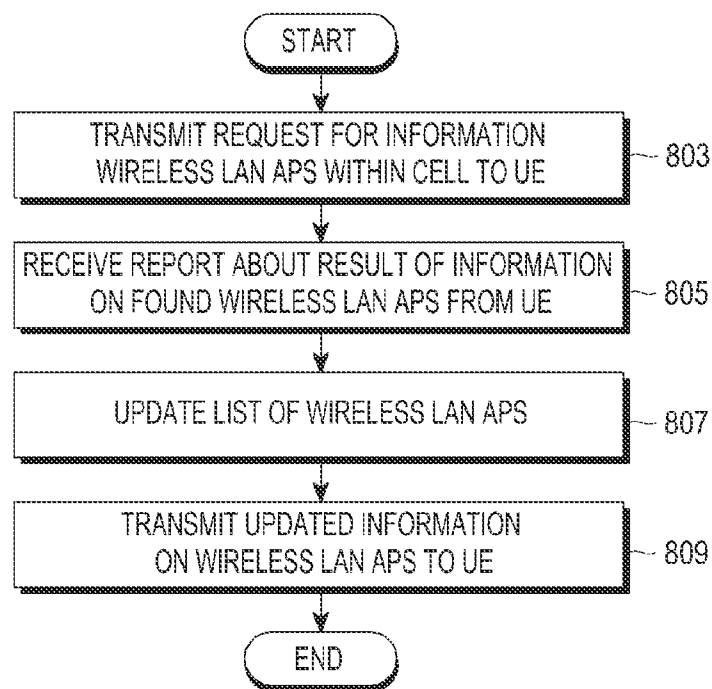 START
TRANSMIT REQUEST FOR INFORMATION
WIRELESS LAN APS WITHIN CELL TO UE
803
RECEIVE REPORT ABOUT RESULT OF INFORMATION
ON FOUND WIRELESS LAN APS FROM UE
805
UPDATE LIST OF WIRELESS LAN APS
807
TRANSMIT UPDATED INFORMATION
ON WIRELESS LAN APS TO UE
809
END